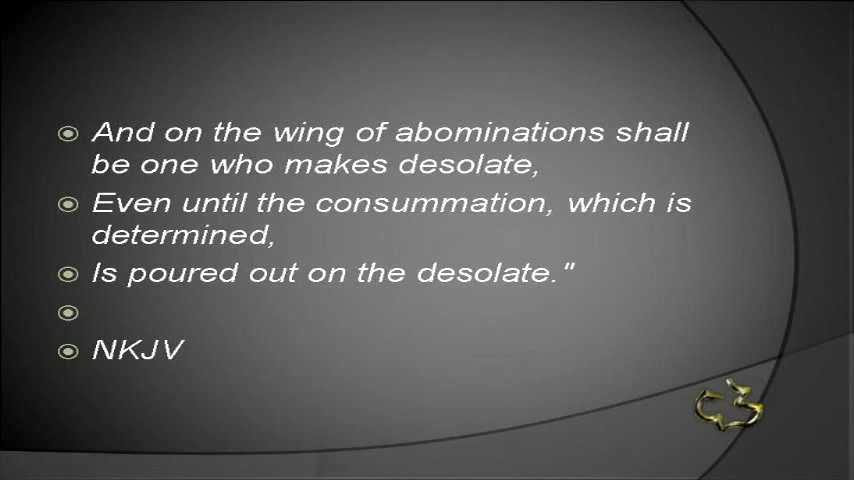 And on the wing of abominations shall
be one who makes desolate,
Even until the consummation, which is
determined,
Is poured out on the desolate."
NKJV